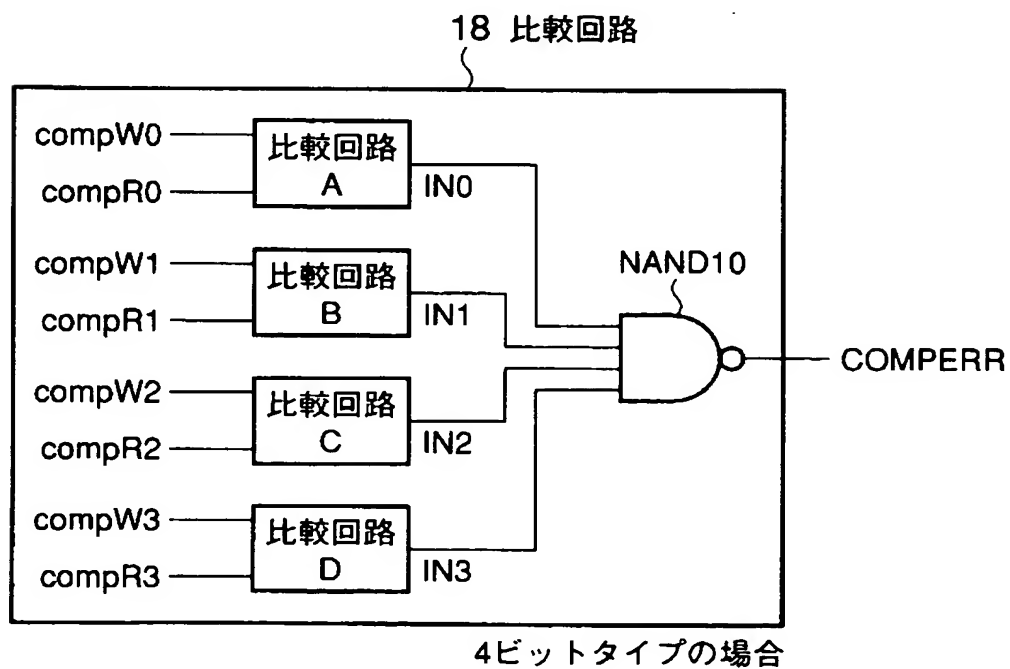 18 比較回路
compW0
compR0
比較回路
A
IN0
compW1
compR1
比較回路
B
IN1
compW2
compR2
比較回路
C
IN2
compW3
compR3
比較回路
D
IN3
NAND10
COMPERR
4ビットタイプの場合